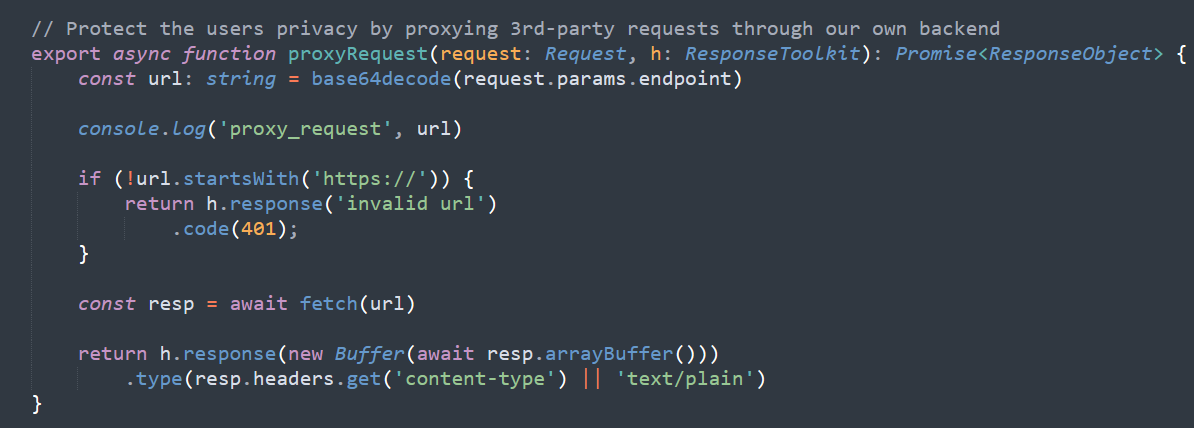 // Protect the users privacy by proxying 3rd-party requests through our own backend
export async function proxyRequest(request: Request, h: ResponseToolkit): Promise<ResponseObject> {
    const url: string = base64decode(request.params.endpoint)

    console.log('proxy_request', url)

    if (!url.startsWith('https://')) {
        return h.response('invalid url')
            .code(401);
    }

    const resp = await fetch(url)

    return h.response(new Buffer(await resp.arrayBuffer()))
        .type(resp.headers.get('content-type') || 'text/plain')
}